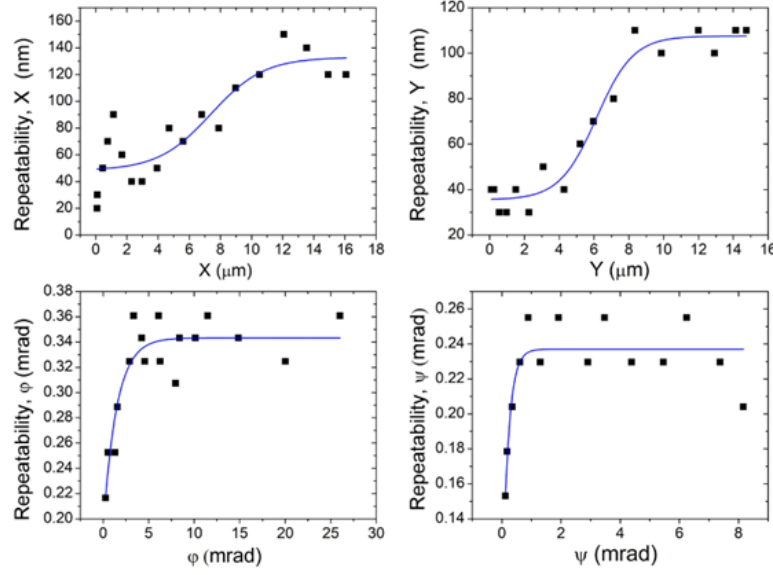 Repeatability, X (nm)
160
140
120
100
80
60
40
20
0
0 2 4 6 8 10 12 14 16 18
X (μm)
Repeatability, Y (nm)
120
100
80
60
40
20
0 2 4 6 8 10 12 14 16
Y (μm)
Repeatability, φ (mrad)
0.38
0.36
0.34
0.32
0.30
0.28
0.26
0.24
0.22
0.20
0 5 10 15 20 25 30
φ (mrad)
Repeatability, ψ (mrad)
0.26
0.24
0.22
0.20
0.18
0.16
0.14
0 2 4 6 8
ψ (mrad)